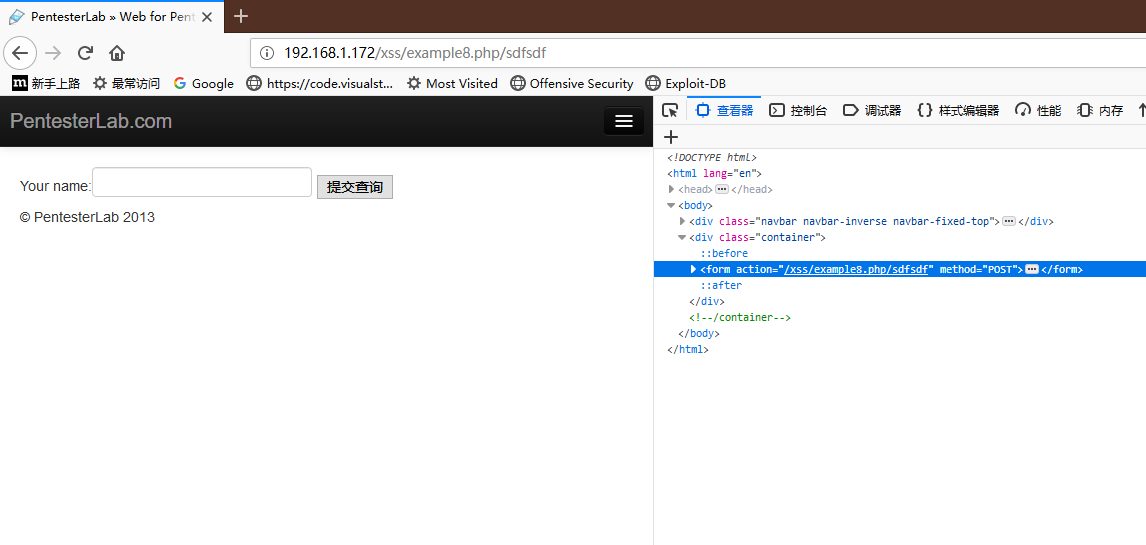 PentesterLab » Web for Pent
192.168.1.172/xss/example8.php/sdfsdf
新手上路 最常访问 Google https://code.visualst... Most Visited Offensive Security Exploit-DB
PentesterLab.com
Your name: 提交查询
© PentesterLab 2013
查看器 控制台 调试器 样式编辑器 性能 内存
<!DOCTYPE html>
<html lang="en">
<head>…</head>
<body>
<div class="navbar navbar-inverse navbar-fixed-top">…</div>
<div class="container">
::before
<form action="/xss/example8.php/sdfsdf" method="POST">…</form>
::after
</div>
<!--/container-->
</body>
</html>